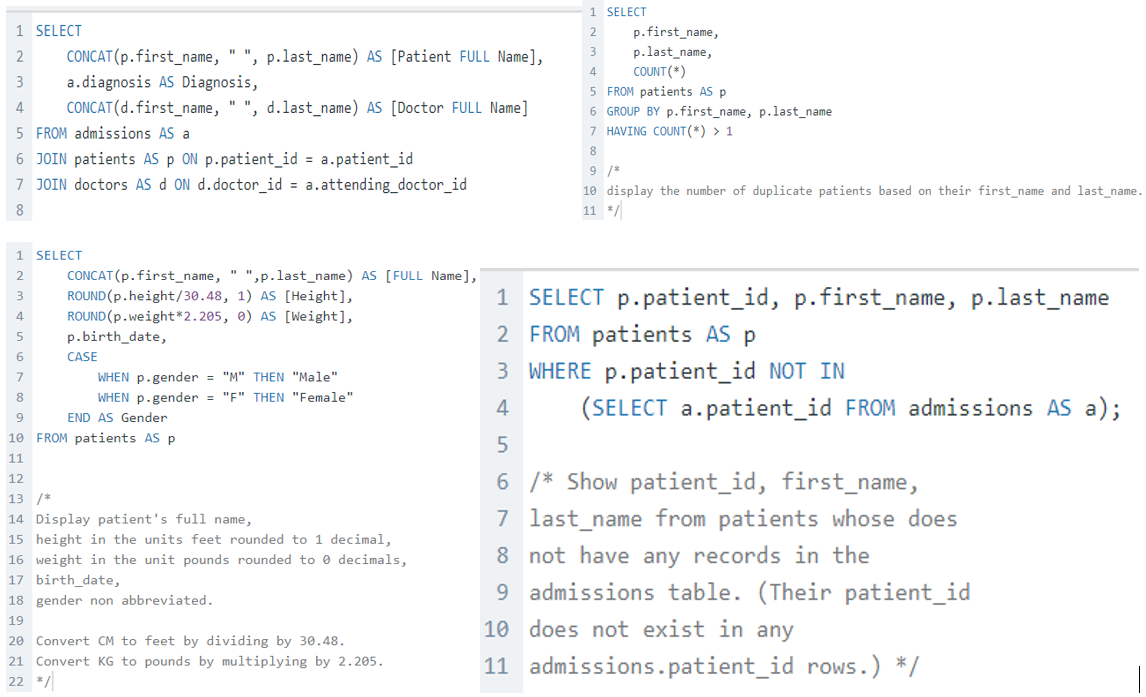 1 SELECT
2 CONCAT(p.first_name, " ", p.last_name) AS [Patient FULL Name],
3 a.diagnosis AS Diagnosis,
4 CONCAT(d.first_name, " ", d.last_name) AS [Doctor FULL Name]
5 FROM admissions AS a
6 JOIN patients AS p ON p.patient_id = a.patient_id
7 JOIN doctors AS d ON d.doctor_id = a.attending_doctor_id
8
1 SELECT
2 p.first_name,
3 p.last_name,
4 COUNT(*)
5 FROM patients AS p
6 GROUP BY p.first_name, p.last_name
7 HAVING COUNT(*) > 1
8
9 /*
10 display the number of duplicate patients based on their first_name and last_name.
11 */
1 SELECT
2 CONCAT(p.first_name, " ",p.last_name) AS [FULL Name],
3 ROUND(p.height/30.48, 1) AS [Height],
4 ROUND(p.weight*2.205, 0) AS [Weight],
5 p.birth_date,
6 CASE
7 WHEN p.gender = "M" THEN "Male"
8 WHEN p.gender = "F" THEN "Female"
9 END AS Gender
10 FROM patients AS p
11
12
13 /*
14 Display patient's full name,
15 height in the units feet rounded to 1 decimal,
16 weight in the unit pounds rounded to 0 decimals,
17 birth_date,
18 gender non abbreviated.
19
20 Convert CM to feet by dividing by 30.48.
21 Convert KG to pounds by multiplying by 2.205.
22 */
1 SELECT p.patient_id, p.first_name, p.last_name
2 FROM patients AS p
3 WHERE p.patient_id NOT IN
4 (SELECT a.patient_id FROM admissions AS a);
5
6 /* Show patient_id, first_name,
7 last_name from patients whose does
8 not have any records in the
9 admissions table. (Their patient_id
10 does not exist in any
11 admissions.patient_id rows.) */